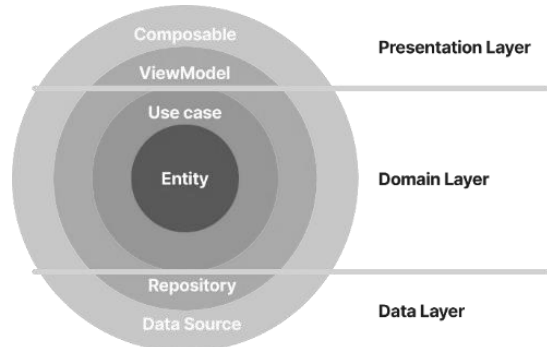 Composable
Presentation Layer
ViewModel
Use case
Entity
Domain Layer
Repository
Data Source
Data Layer